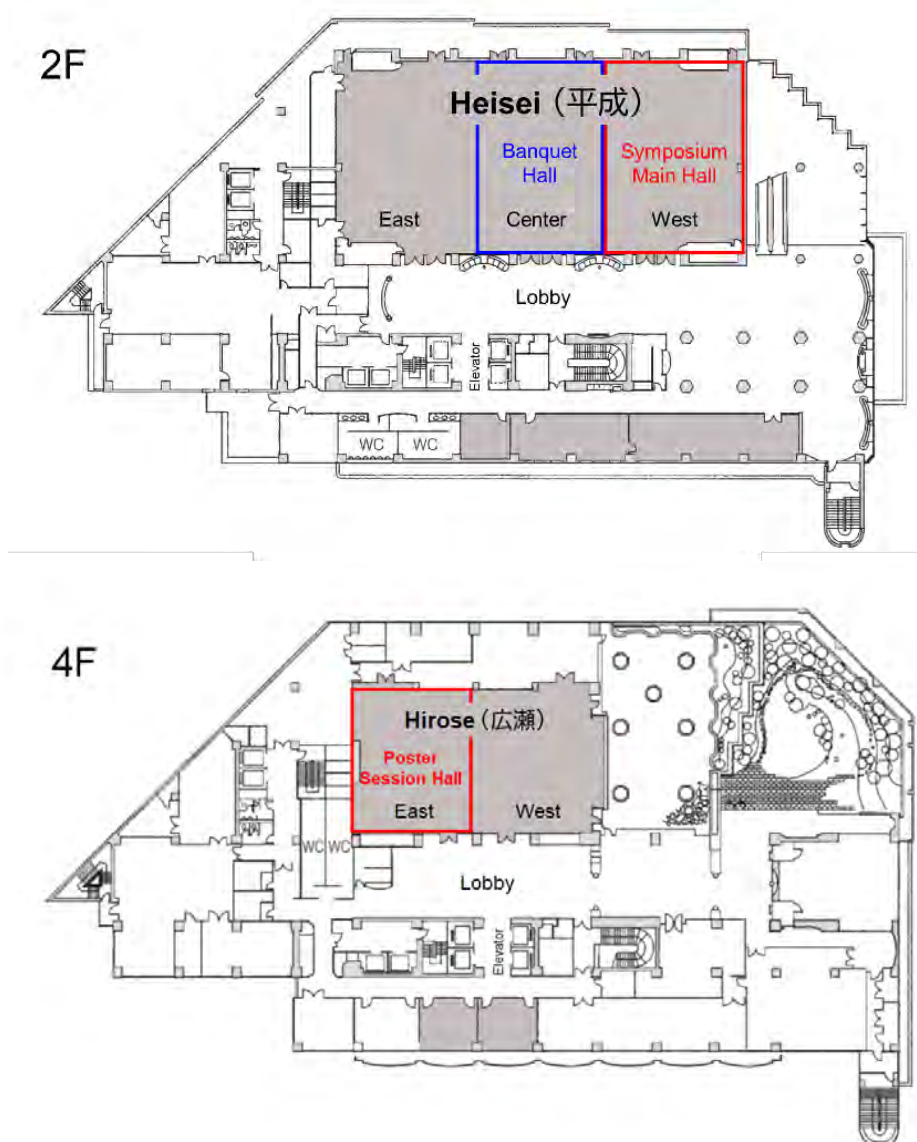 2F
Heisei（平成）
Banquet
Hall
Symposium
Main Hall
East
Center
West
Lobby
Elevator
WC
WC
4F
Hirose（広瀬）
Poster
Session Hall
East
West
WC
WC
Lobby
Elevator